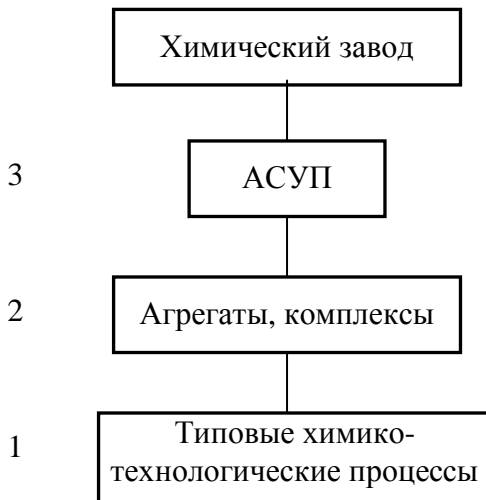 Химический завод
3
АСУП
2
Агрегаты, комплексы
1
Типовые химико-
технологические процессы